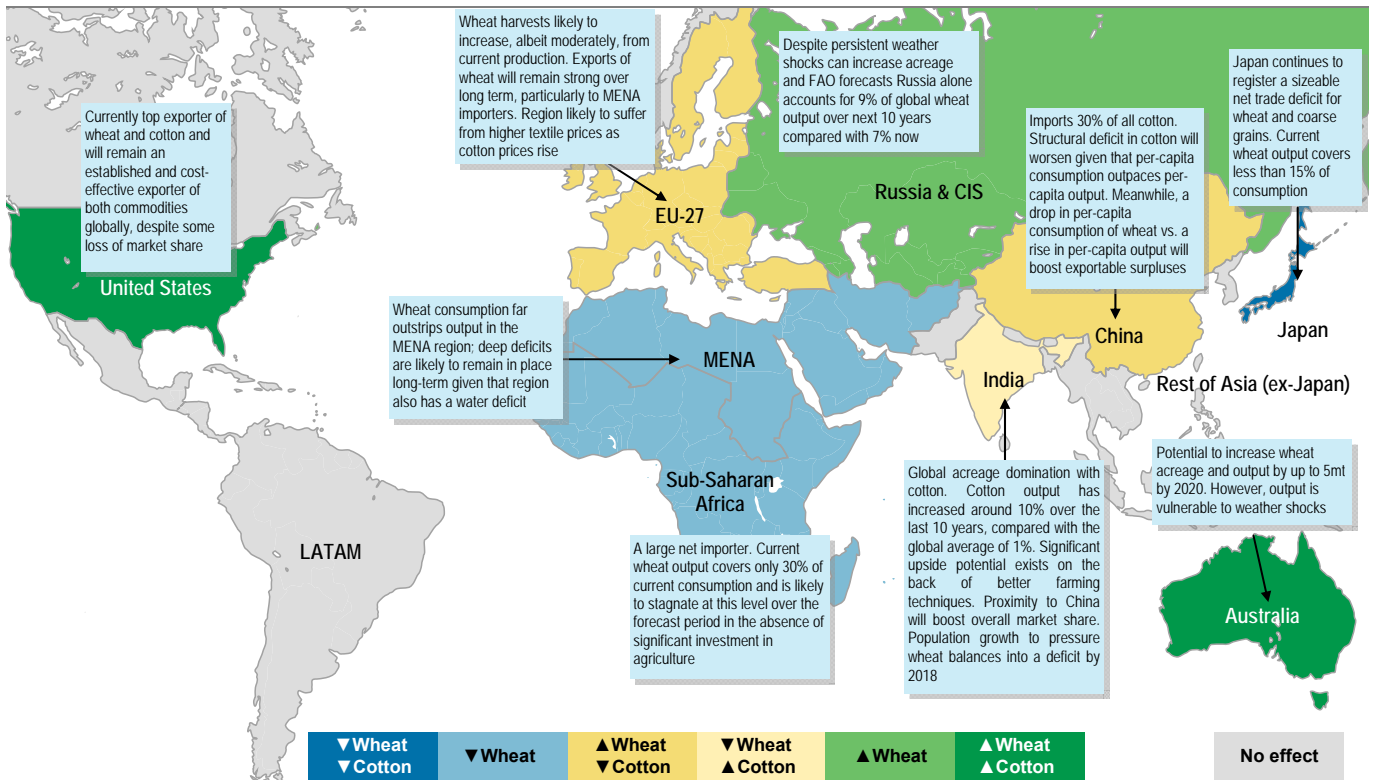 Currently top exporter of
wheat and cotton and
will remain an
established and cost-
effective exporter of
both commodities
globally, despite some
loss of market share
United States
Wheat harvests likely to
increase, albeit moderately, from
current production. Exports of
wheat will remain strong over
long term, particularly to MENA
importers. Region likely to suffer
from higher textile prices as
cotton prices rise
EU-27
Despite persistent weather
shocks can increase acreage
and FAO forecasts Russia alone
accounts for 9% of global wheat
output over next 10 years
compared with 7% now
Russia & CIS
Imports 30% of all cotton.
Structural deficit in cotton will
worsen given that per-capita
consumption outpaces per-
capita output. Meanwhile, a
drop in per-capita
consumption of wheat vs. a
rise in per-capita output will
boost exportable surpluses
China
Japan continues to
register a sizeable
net trade deficit for
wheat and coarse
grains. Current
wheat output covers
less than 15% of
consumption
Japan
Wheat consumption far
outstrips output in the
MENA region; deep deficits
are likely to remain in place
long-term given that region
also has a water deficit
MENA
India
Rest of Asia (ex-Japan)
Global acreage domination with
cotton. Cotton output has
increased around 10% over the
last 10 years, compared with the
global average of 1%. Significant
upside potential exists on the
back of better farming
techniques. Proximity to China
will boost overall market share.
Population growth to pressure
wheat balances into a deficit by
2018
Potential to increase wheat
acreage and output by up to 5mt
by 2020. However, output is
vulnerable to weather shocks
Australia
Sub-Saharan
Africa
A large net importer. Current
wheat output covers only 30% of
current consumption and is likely
to stagnate at this level over the
forecast period in the absence of
significant investment in
agriculture
LATAM
▼Wheat
▼Cotton
▼Wheat
▲Wheat
▼Cotton
▼Wheat
▲Cotton
▲Wheat
▲Wheat
▲Cotton
No effect